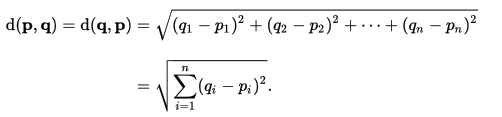 d(𝐩, 𝐪) = d(𝐪, 𝐩) = √((q₁ − p₁)² + (q₂ − p₂)² + ⋯ + (qₙ − pₙ)²)
= √(∑ᵢ₌₁ⁿ (qᵢ − pᵢ)²).